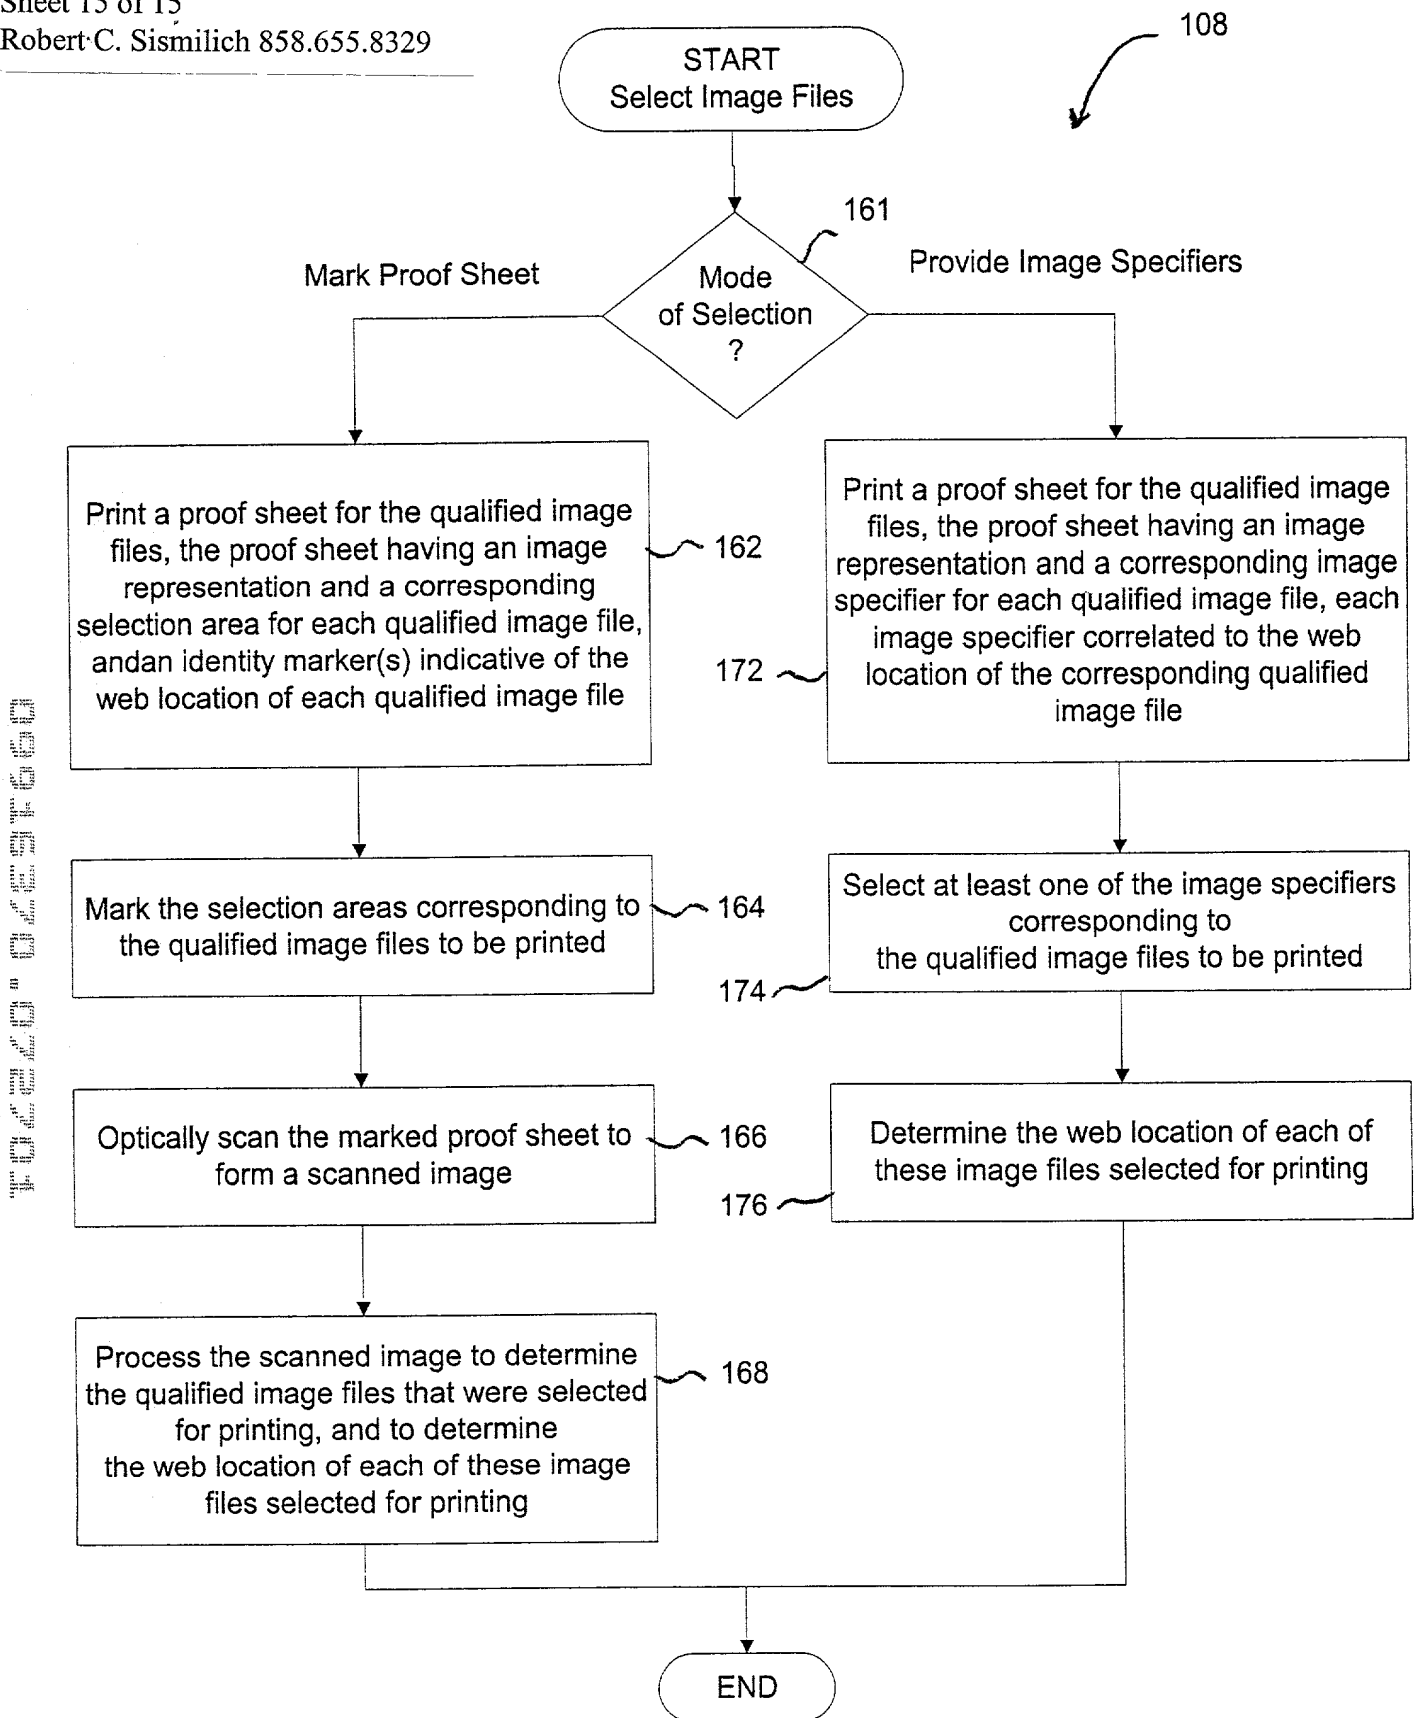 Sheet 15 of 15
Robert C. Sismilich 858.655.8329
108
START
Select Image Files
161
Mark Proof Sheet
Mode
of Selection
?
Provide Image Specifiers
Print a proof sheet for the qualified image
files, the proof sheet having an image
representation and a corresponding
selection area for each qualified image file,
andan identity marker(s) indicative of the
web location of each qualified image file
162
Print a proof sheet for the qualified image
files, the proof sheet having an image
representation and a corresponding image
specifier for each qualified image file, each
image specifier correlated to the web
location of the corresponding qualified
image file
172
Mark the selection areas corresponding to
the qualified image files to be printed
164
Select at least one of the image specifiers
corresponding to
the qualified image files to be printed
174
Optically scan the marked proof sheet to
form a scanned image
166
Determine the web location of each of
these image files selected for printing
176
Process the scanned image to determine
the qualified image files that were selected
for printing, and to determine
the web location of each of these image
files selected for printing
168
END